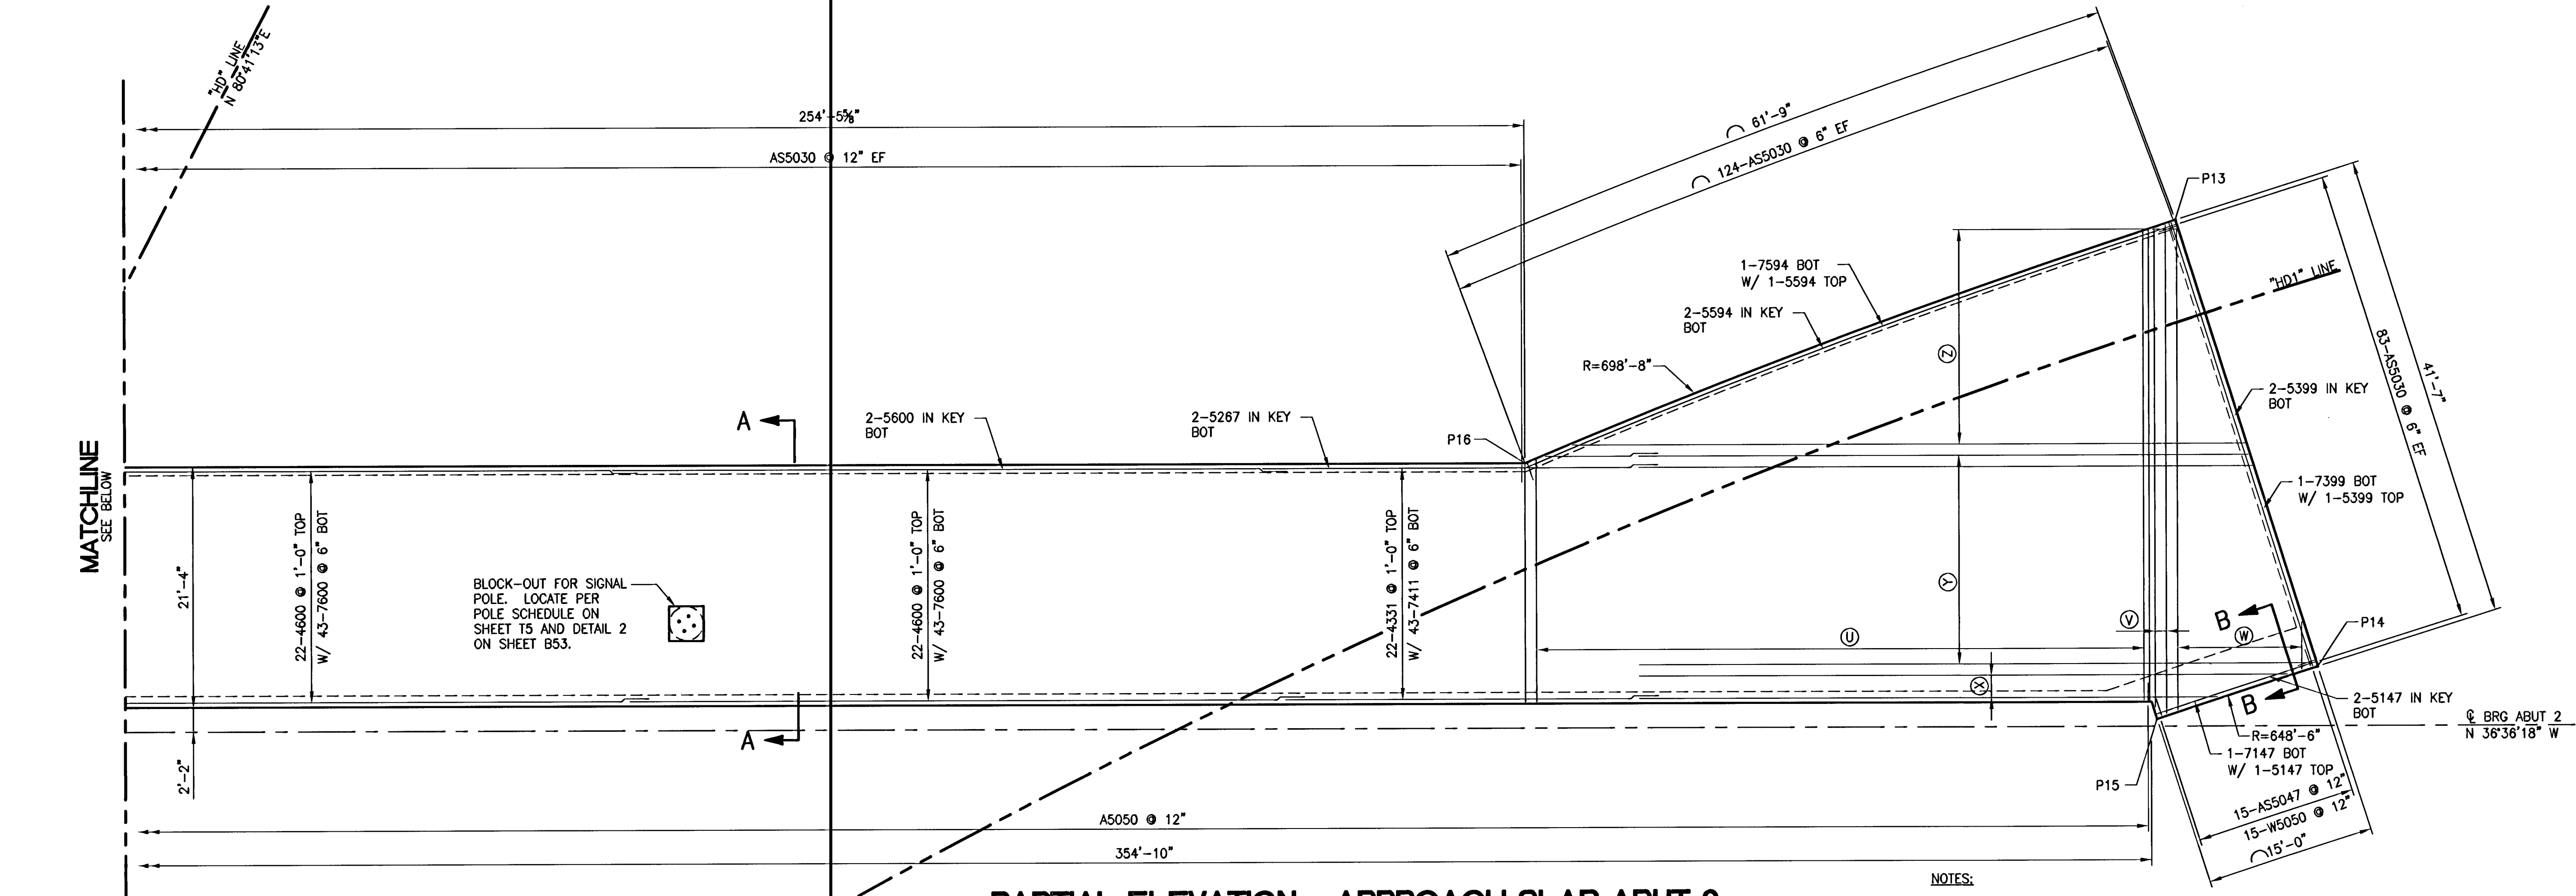 "HD" LINE
N 80°41'13"E
254'-5⅝"
AS5030 @ 12" EF
61'-9"
124-AS5030 @ 6" EF
P13
"HD1" LINE
1-7594 BOT
W/ 1-5594 TOP
2-5594 IN KEY
BOT
R=698'-8"
Z
83-AS5030 @ 6" EF
41'-7"
2-5399 IN KEY
BOT
1-7399 BOT
W/ 1-5399 TOP
A
2-5600 IN KEY
BOT
2-5267 IN KEY
BOT
P16
MATCHLINE
SEE BELOW
21'-4"
22-4600 @ 1'-0" TOP
W/ 43-7600 @ 6" BOT
BLOCK-OUT FOR SIGNAL
POLE. LOCATE PER
POLE SCHEDULE ON
SHEET T5 AND DETAIL 2
ON SHEET B53.
22-4600 @ 1'-0" TOP
W/ 43-7600 @ 6" BOT
22-4331 @ 1'-0" TOP
W/ 43-7411 @ 6" BOT
Y
U
V
W
X
B
P14
B
2-5147 IN KEY
BOT
A
2'-2"
R=648'-6"
1-7147 BOT
W/ 1-5147 TOP
℄ BRG ABUT 2
N 36°36'18" W
P15
15-AS5047 @ 12"
15-W5050 @ 12"
15'-0"
A5050 @ 12"
354'-10"
PARTIAL ELEVATION - APPROACH SLAB ABUT 2
NOTES: